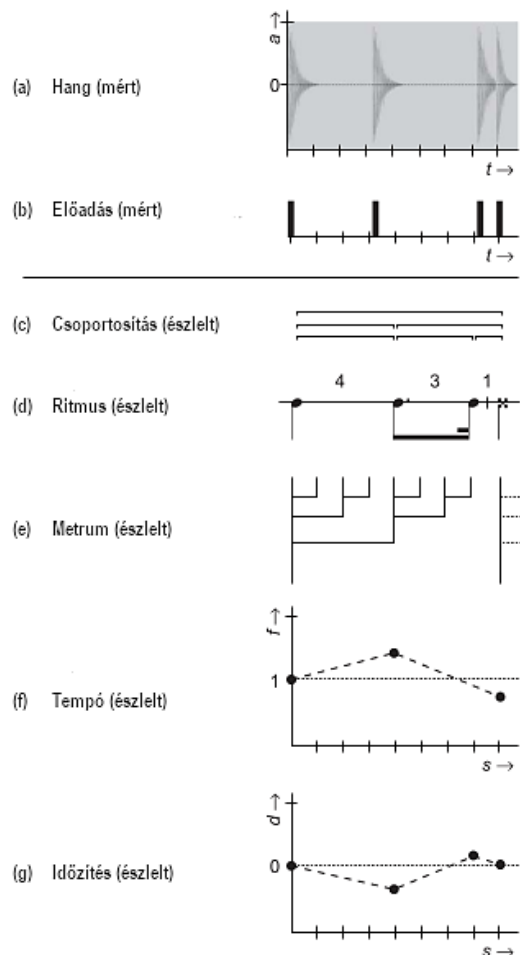 a →
(a) Hang (mért)
0
t →
(b) Előadás (mért)
t →
(c) Csoportosítás (észlelt)
4 3 1
(d) Ritmus (észlelt)
(e) Metrum (észlelt)
f →
1
(f) Tempó (észlelt)
s →
d →
0
(g) Időzítés (észlelt)
s →